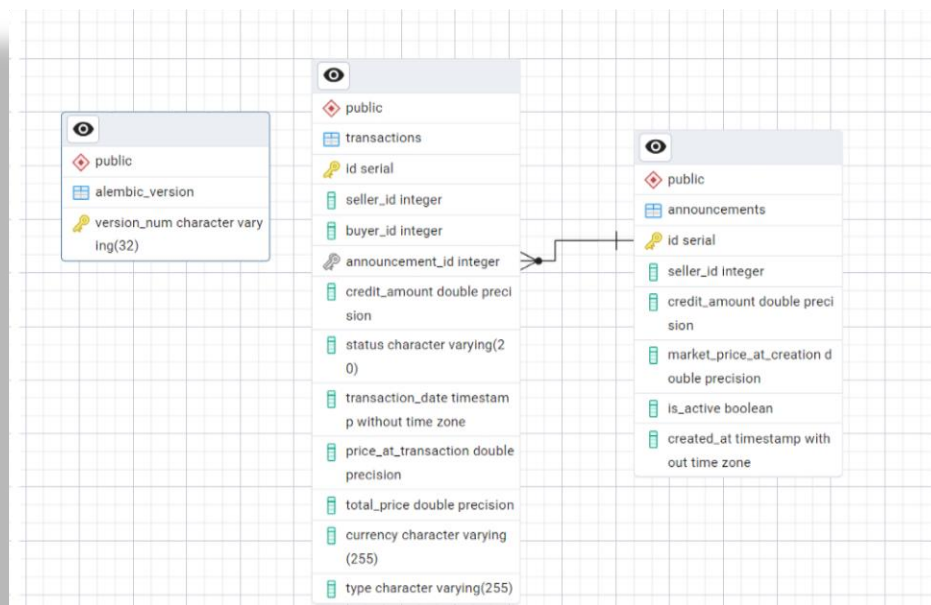 public
alembic_version
version_num character vary
ing(32)
public
transactions
id serial
seller_id integer
buyer_id integer
announcement_id integer
credit_amount double preci
sion
status character varying(2
0)
transaction_date timestam
p without time zone
price_at_transaction double
precision
total_price double precision
currency character varying
(255)
type character varying(255)
public
announcements
id serial
seller_id integer
credit_amount double preci
sion
market_price_at_creation d
ouble precision
is_active boolean
created_at timestamp with
out time zone